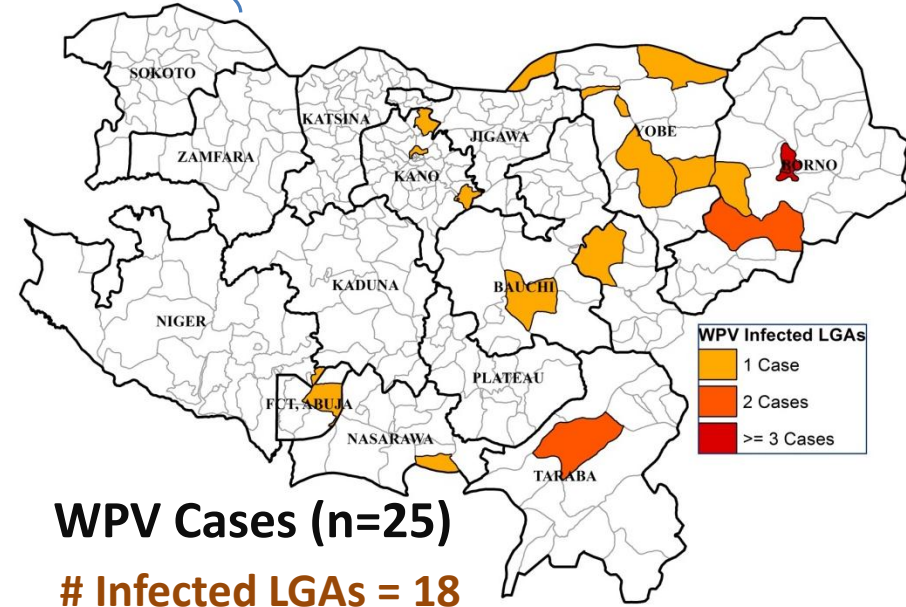 SOKOTO
KATSINA
ZAMFARA
KANO
JIGAWA
YOBE
BORNO
KADUNA
BAUCHI
NIGER
PLATEAU
FCT, ABUJA
NASARAWA
TARABA
WPV Infected LGAs
1 Case
2 Cases
>= 3 Cases
WPV Cases (n=25)
# Infected LGAs = 18